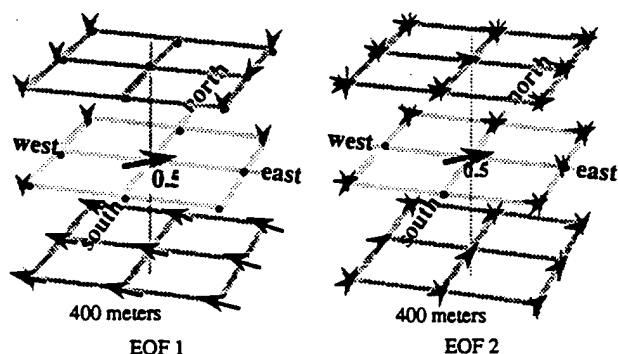 north north
west 0.5 east west 0.5 east
south south
400 meters 400 meters
EOF 1 EOF 2